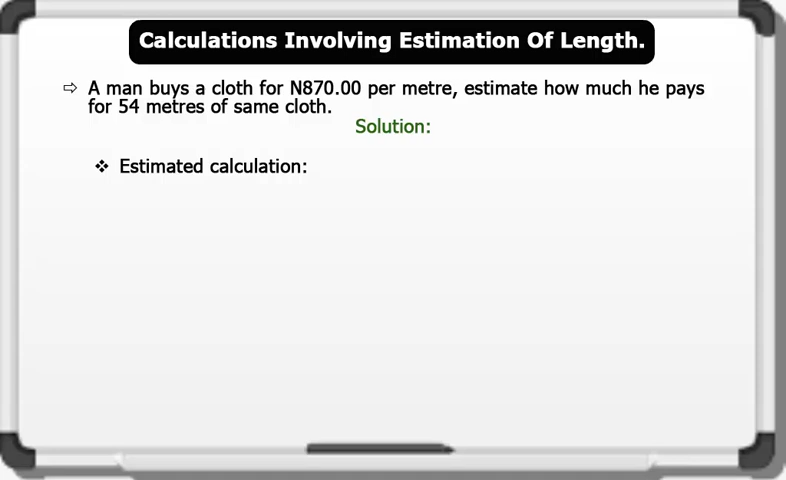 Calculations Involving Estimation Of Length.
⇨ A man buys a cloth for N870.00 per metre, estimate how much he pays
for 54 metres of same cloth.
Solution:
❖ Estimated calculation: